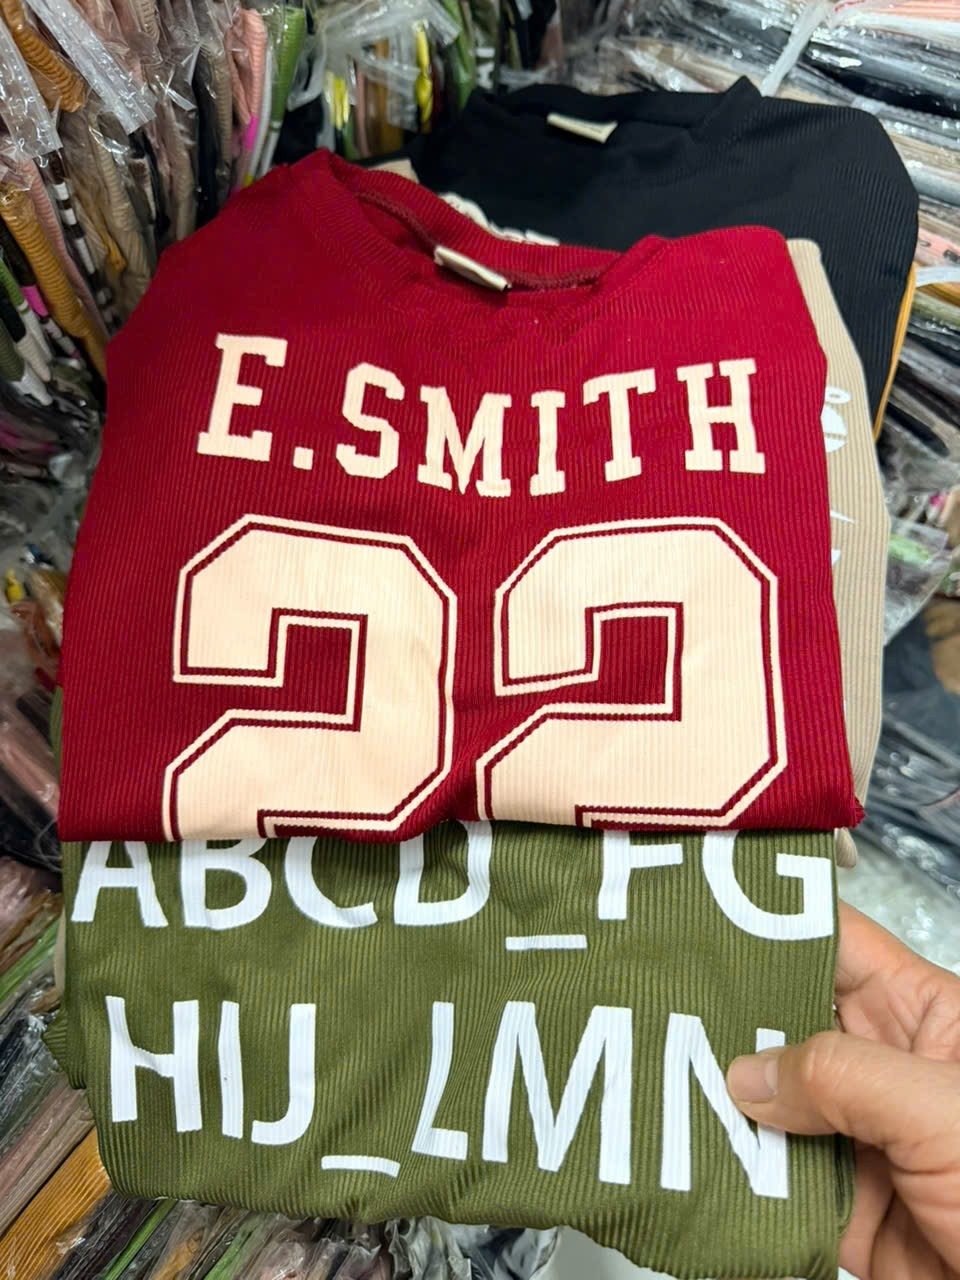 E.SMITH
22
ABCD_FG
HIJ_LMN